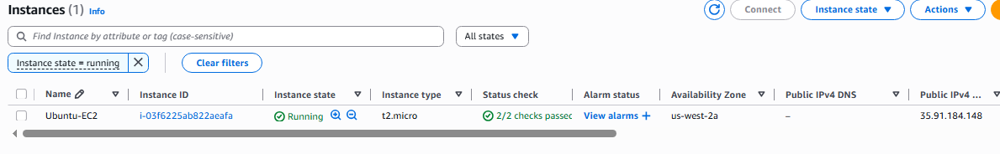 Instances (1) Info
Connect
Instance state
Actions
Find Instance by attribute or tag (case-sensitive)
All states
Instance state = running
Clear filters
Name Instance ID Instance state Instance type Status check Alarm status Availability Zone Public IPv4 DNS Public IPv4 ...
Ubuntu-EC2 i-03f6225ab822aeafa Running t2.micro 2/2 checks passed View alarms + us-west-2a – 35.91.184.148